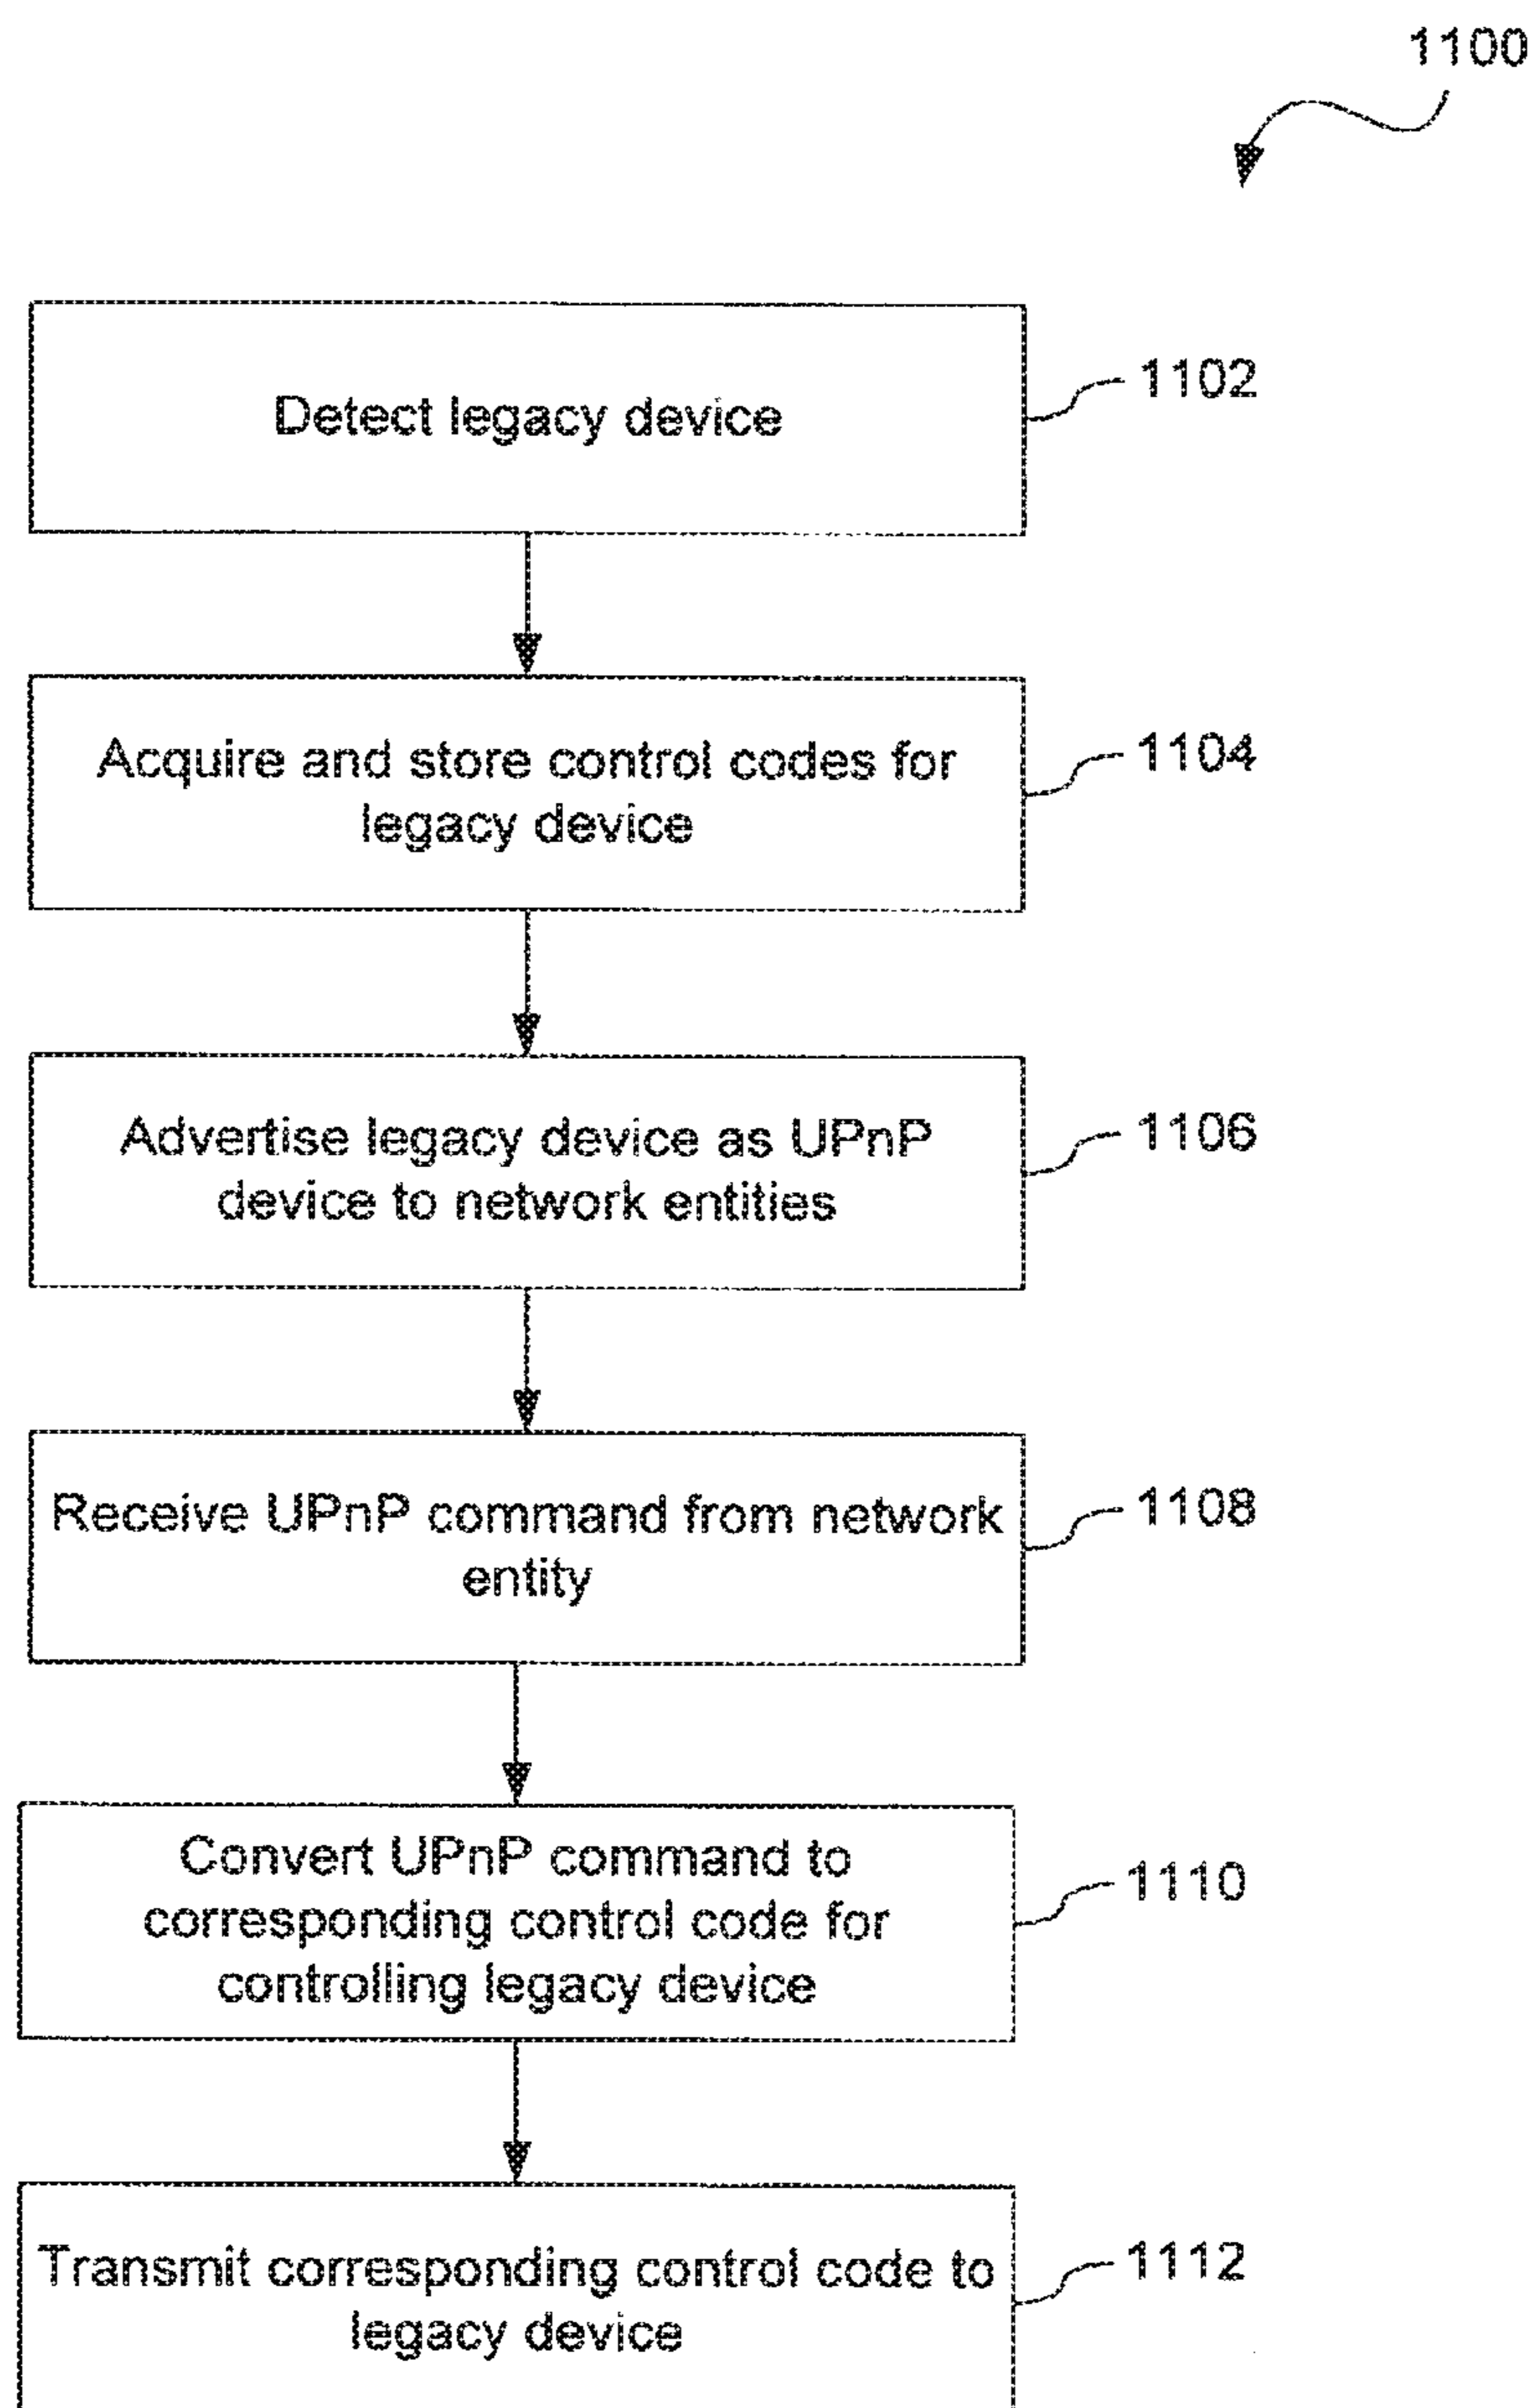 1100
Detect legacy device
1102
Acquire and store control codes for
legacy device
1104
Advertise legacy device as UPnP
device to network entities
1106
Receive UPnP command from network
entity
1108
Convert UPnP command to
corresponding control code for
controlling legacy device
1110
Transmit corresponding control code to
legacy device
1112